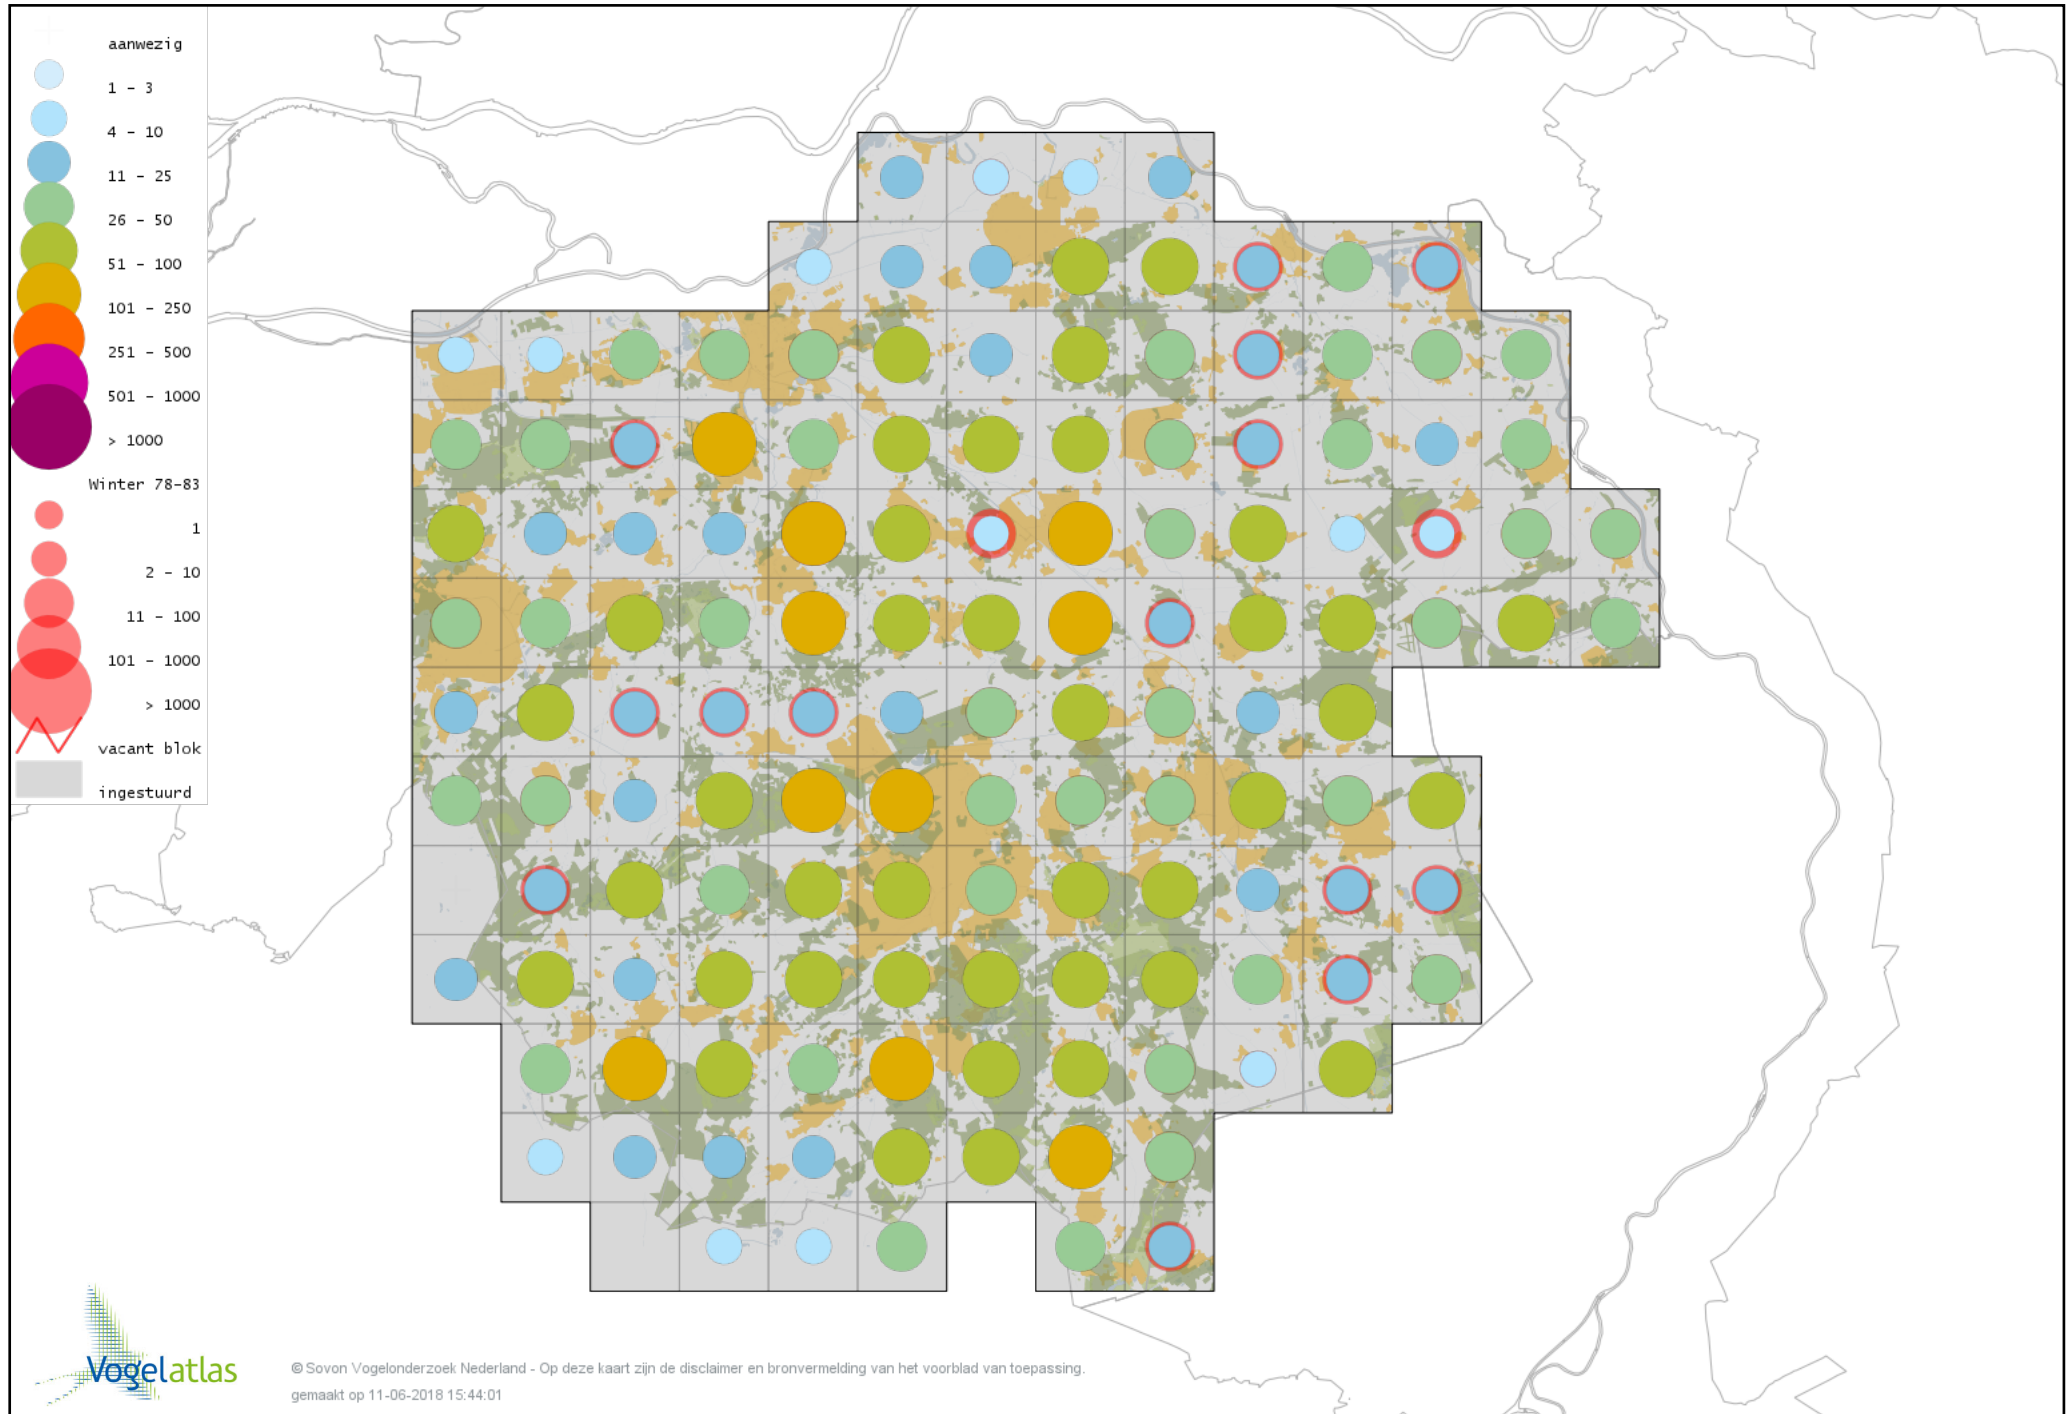 aanwezig
1 - 3
4 - 10
11 - 25
26 - 50
51 - 100
101 - 250
251 - 500
501 - 1000
> 1000
Winter 78-83
1
2 - 10
11 - 100
101 - 1000
> 1000
vacant blok
ingestuurd
Vogelatlas
© Sovon Vogelonderzoek Nederland - Op deze kaart zijn de disclaimer en bronvermelding van het voorblad van toepassing.
gemaakt op 11-06-2018 15:44:01